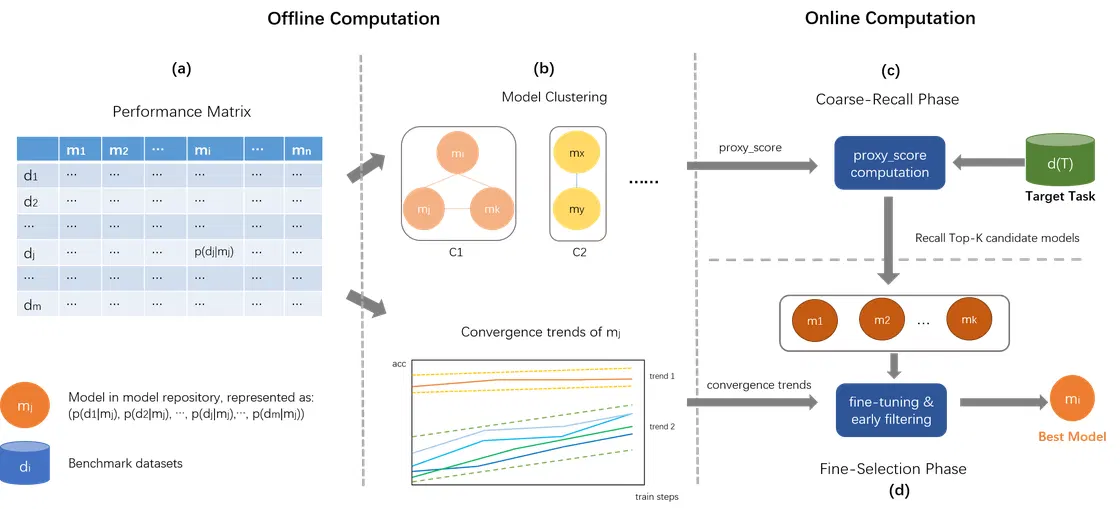 Offline Computation
Online Computation
(a)
(b)
(c)
Performance Matrix
Model Clustering
Coarse-Recall Phase
m1 m2 ... mi ... mn
d1 ... ... ... ... ... ...
d2 ... ... ... ... ... ...
... ... ... ... ... ... ...
dj ... ... ... p(dj|mj) ... ...
... ... ... ... ... ... ...
dm ... ... ... ... ... ...
mi
mj
mk
C1
mx
my
C2
......
proxy_score
proxy_score
computation
d(T)
Target Task
Recall Top-K candidate models
m1
m2
...
mk
Convergence trends of mj
acc
trend 1
trend 2
train steps
convergence trends
fine-tuning &
early filtering
mi
Best Model
Fine-Selection Phase
(d)
mj
Model in model repository, represented as:
(p(d1|mj), p(d2|mj), ..., p(dj|mj),..., p(dm|mj))
di
Benchmark datasets